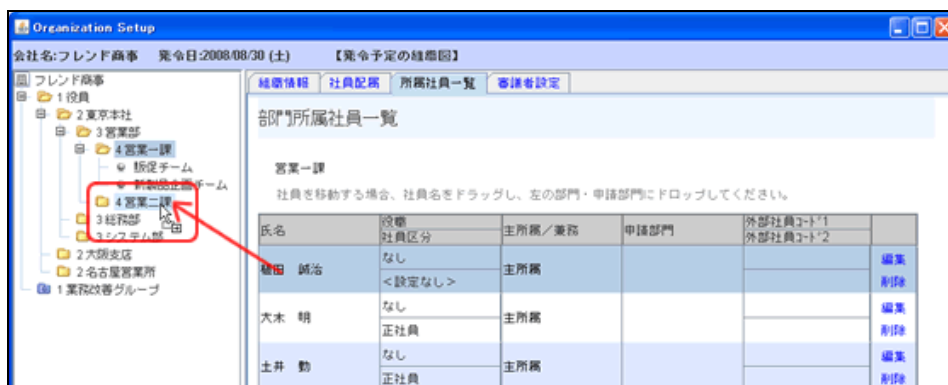 Organization Setup
会社名:フレンド商事 発令日:2008/08/30 (土) 【発令予定の組織図】
フレンド商事
1 役員
2 東京本社
3 営業部
4 営業一課
販促チーム
新製品企画チーム
4 営業二課
3 総務部
3 システム部
2 大阪支店
2 名古屋営業所
1 業務改善グループ
組織情報 社員配属 所属社員一覧 審議者設定
部門所属社員一覧
営業一課
社員を移動する場合、社員名をドラッグし、左の部門・申請部門にドロップしてください。
氏名 役職 社員区分 主所属/兼務 申請部門 外部社員コード1 外部社員コード2
植田 誠治 なし <設定なし> 主所属 編集 削除
大木 明 なし 正社員 主所属 編集 削除
土井 勤 なし 正社員 主所属 編集 削除